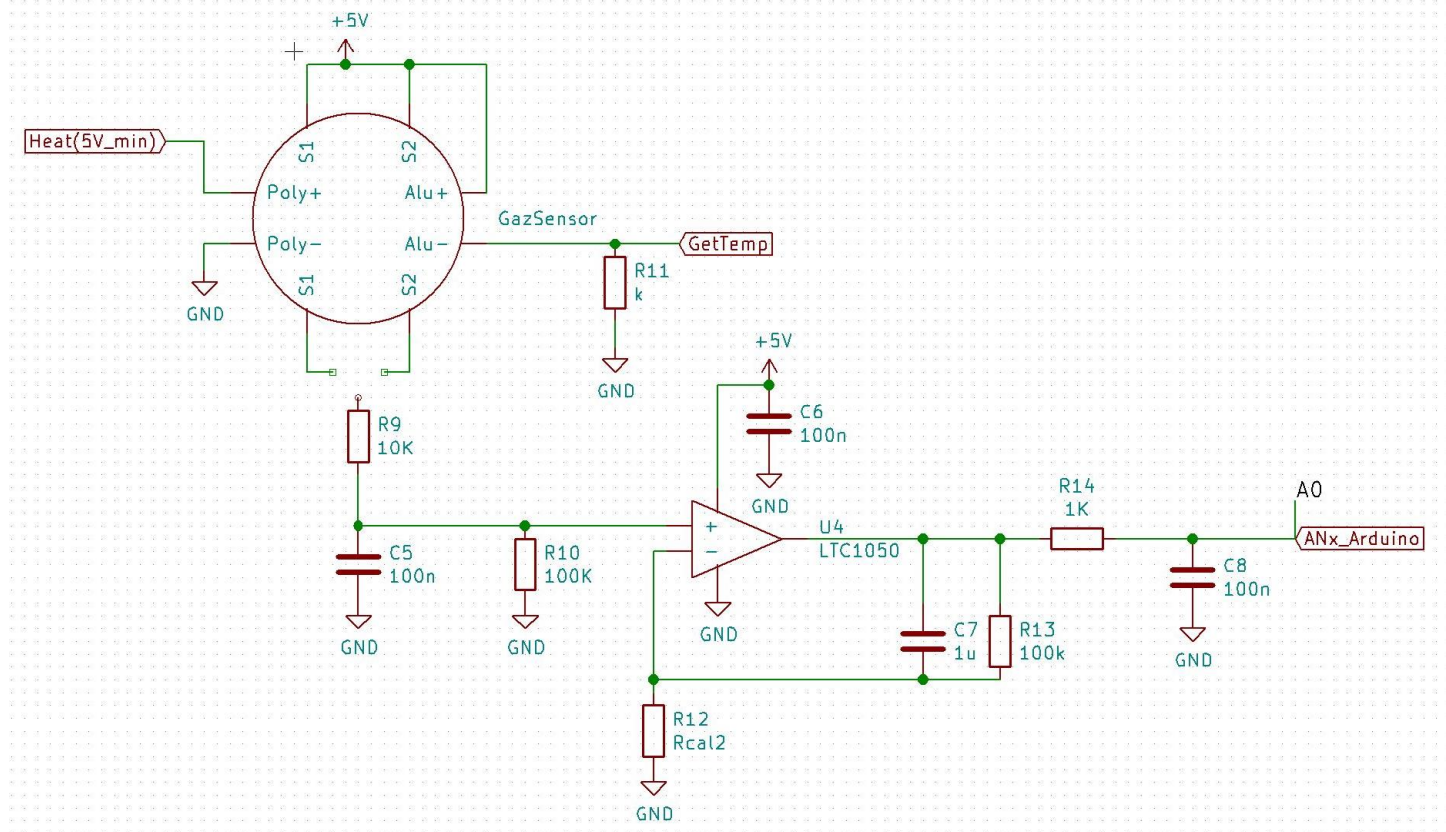 +5V
Heat(5V_min)
S1
S2
Poly+
Alu+
GazSensor
Poly-
Alu-
GetTemp
S1
S2
R11
k
GND
GND
+5V
R9
10K
C6
100n
GND
R14
1K
A0
+
-
U4
LTC1050
ANx_Arduino
C5
100n
R10
100K
C8
100n
GND
GND
GND
C7
1u
R13
100k
GND
R12
Rcal2
GND